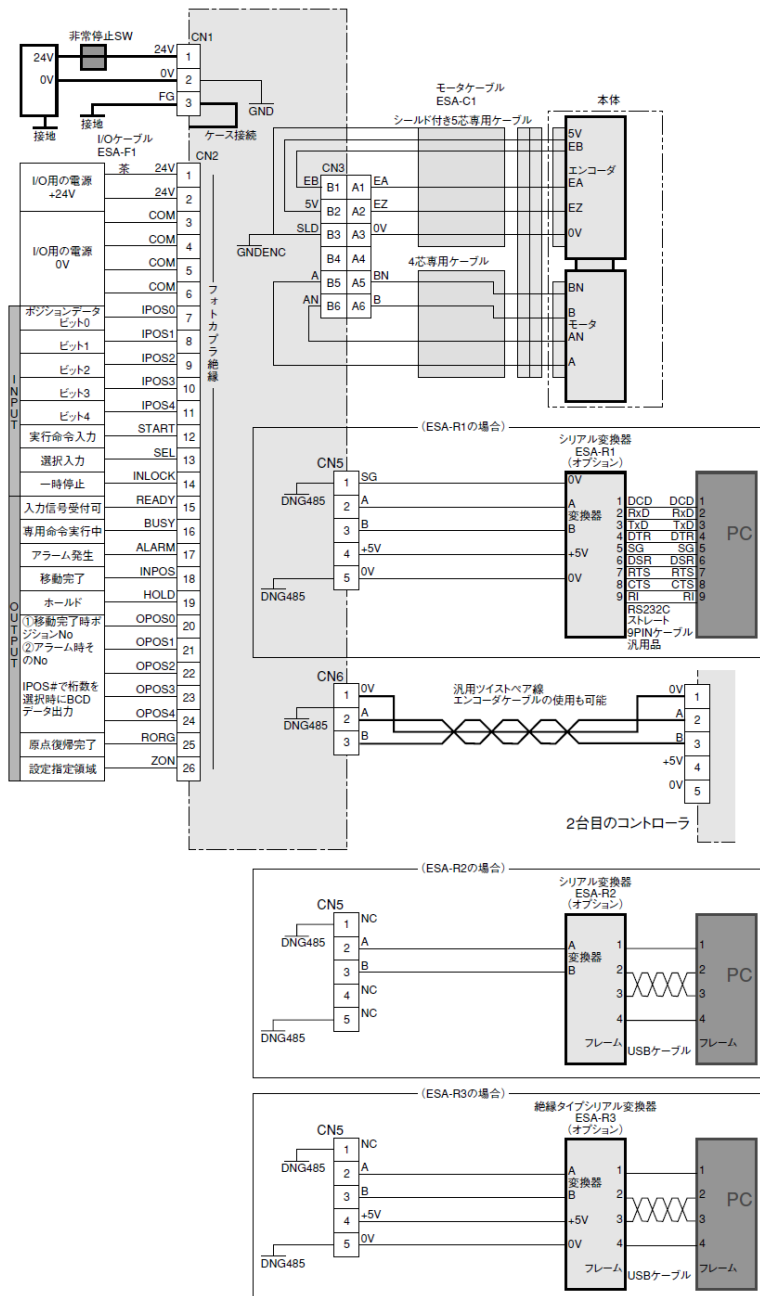 非常停止SW
CN1
24V
24V
1
0V
0V
2
FG
3
GND
接地
接地
ケース接続
I/Oケーブル
ESA-F1
CN2
I/O用の電源
+24V
茶
24V
1
24V
2
I/O用の電源
0V
COM
3
COM
4
COM
5
COM
6
フォトカプラ絶縁
INPUT
ポジションデータ
ビット0
IPOS0
7
ビット1
IPOS1
8
ビット2
IPOS2
9
ビット3
IPOS3
10
ビット4
IPOS4
11
実行命令入力
START
12
選択入力
SEL
13
一時停止
INLOCK
14
OUTPUT
入力信号受付可
READY
15
専用命令実行中
BUSY
16
アラーム発生
ALARM
17
移動完了
INPOS
18
ホールド
HOLD
19
①移動完了時ポ
ジションNo
②アラーム時そ
のNo
IPOS#で桁数を
選択時にBCD
データ出力
OPOS0
20
OPOS1
21
OPOS2
22
OPOS3
23
OPOS4
24
原点復帰完了
RORG
25
設定指定領域
ZON
26
モータケーブル
ESA-C1
シールド付き5芯専用ケーブル
本体
CN3
EB B1 A1 EA
5V B2 A2 EZ
SLD B3 A3 0V
GNDENC
B4 A4
A B5 A5 BN
AN B6 A6 B
4芯専用ケーブル
5V
EB
エンコーダ
EA
EZ
0V
BN
B
モータ
AN
A
(ESA-R1の場合)
CN5
1 SG
DNG485
2 A
3 B
4 +5V
5 0V
DNG485
シリアル変換器
ESA-R1
(オプション)
0V
A
変換器
B
+5V
0V
1 DCD DCD 1
2 RxD RxD 2
3 TxD TxD 3
4 DTR DTR 4
5 SG SG 5
6 DSR DSR 6
7 RTS RTS 7
8 CTS CTS 8
9 RI RI 9
RS232C
ストレート
9PINケーブル
汎用品
PC
CN6
1 0V
DNG485
2 A
3 B
汎用ツイストペア線
エンコーダケーブルの使用も可能
0V 1
A 2
B 3
+5V 4
0V 5
2台目のコントローラ
(ESA-R2の場合)
CN5
1 NC
DNG485
2 A
3 B
4 NC
5 NC
DNG485
シリアル変換器
ESA-R2
(オプション)
A 1
変換器
B 2
3
4
フレーム
USBケーブル
1
2
3
4
フレーム
PC
(ESA-R3の場合)
CN5
1 NC
DNG485
2 A
3 B
4 +5V
5 0V
DNG485
絶縁タイプシリアル変換器
ESA-R3
(オプション)
A 1
変換器
B 2
+5V 3
0V 4
フレーム
USBケーブル
1
2
3
4
フレーム
PC